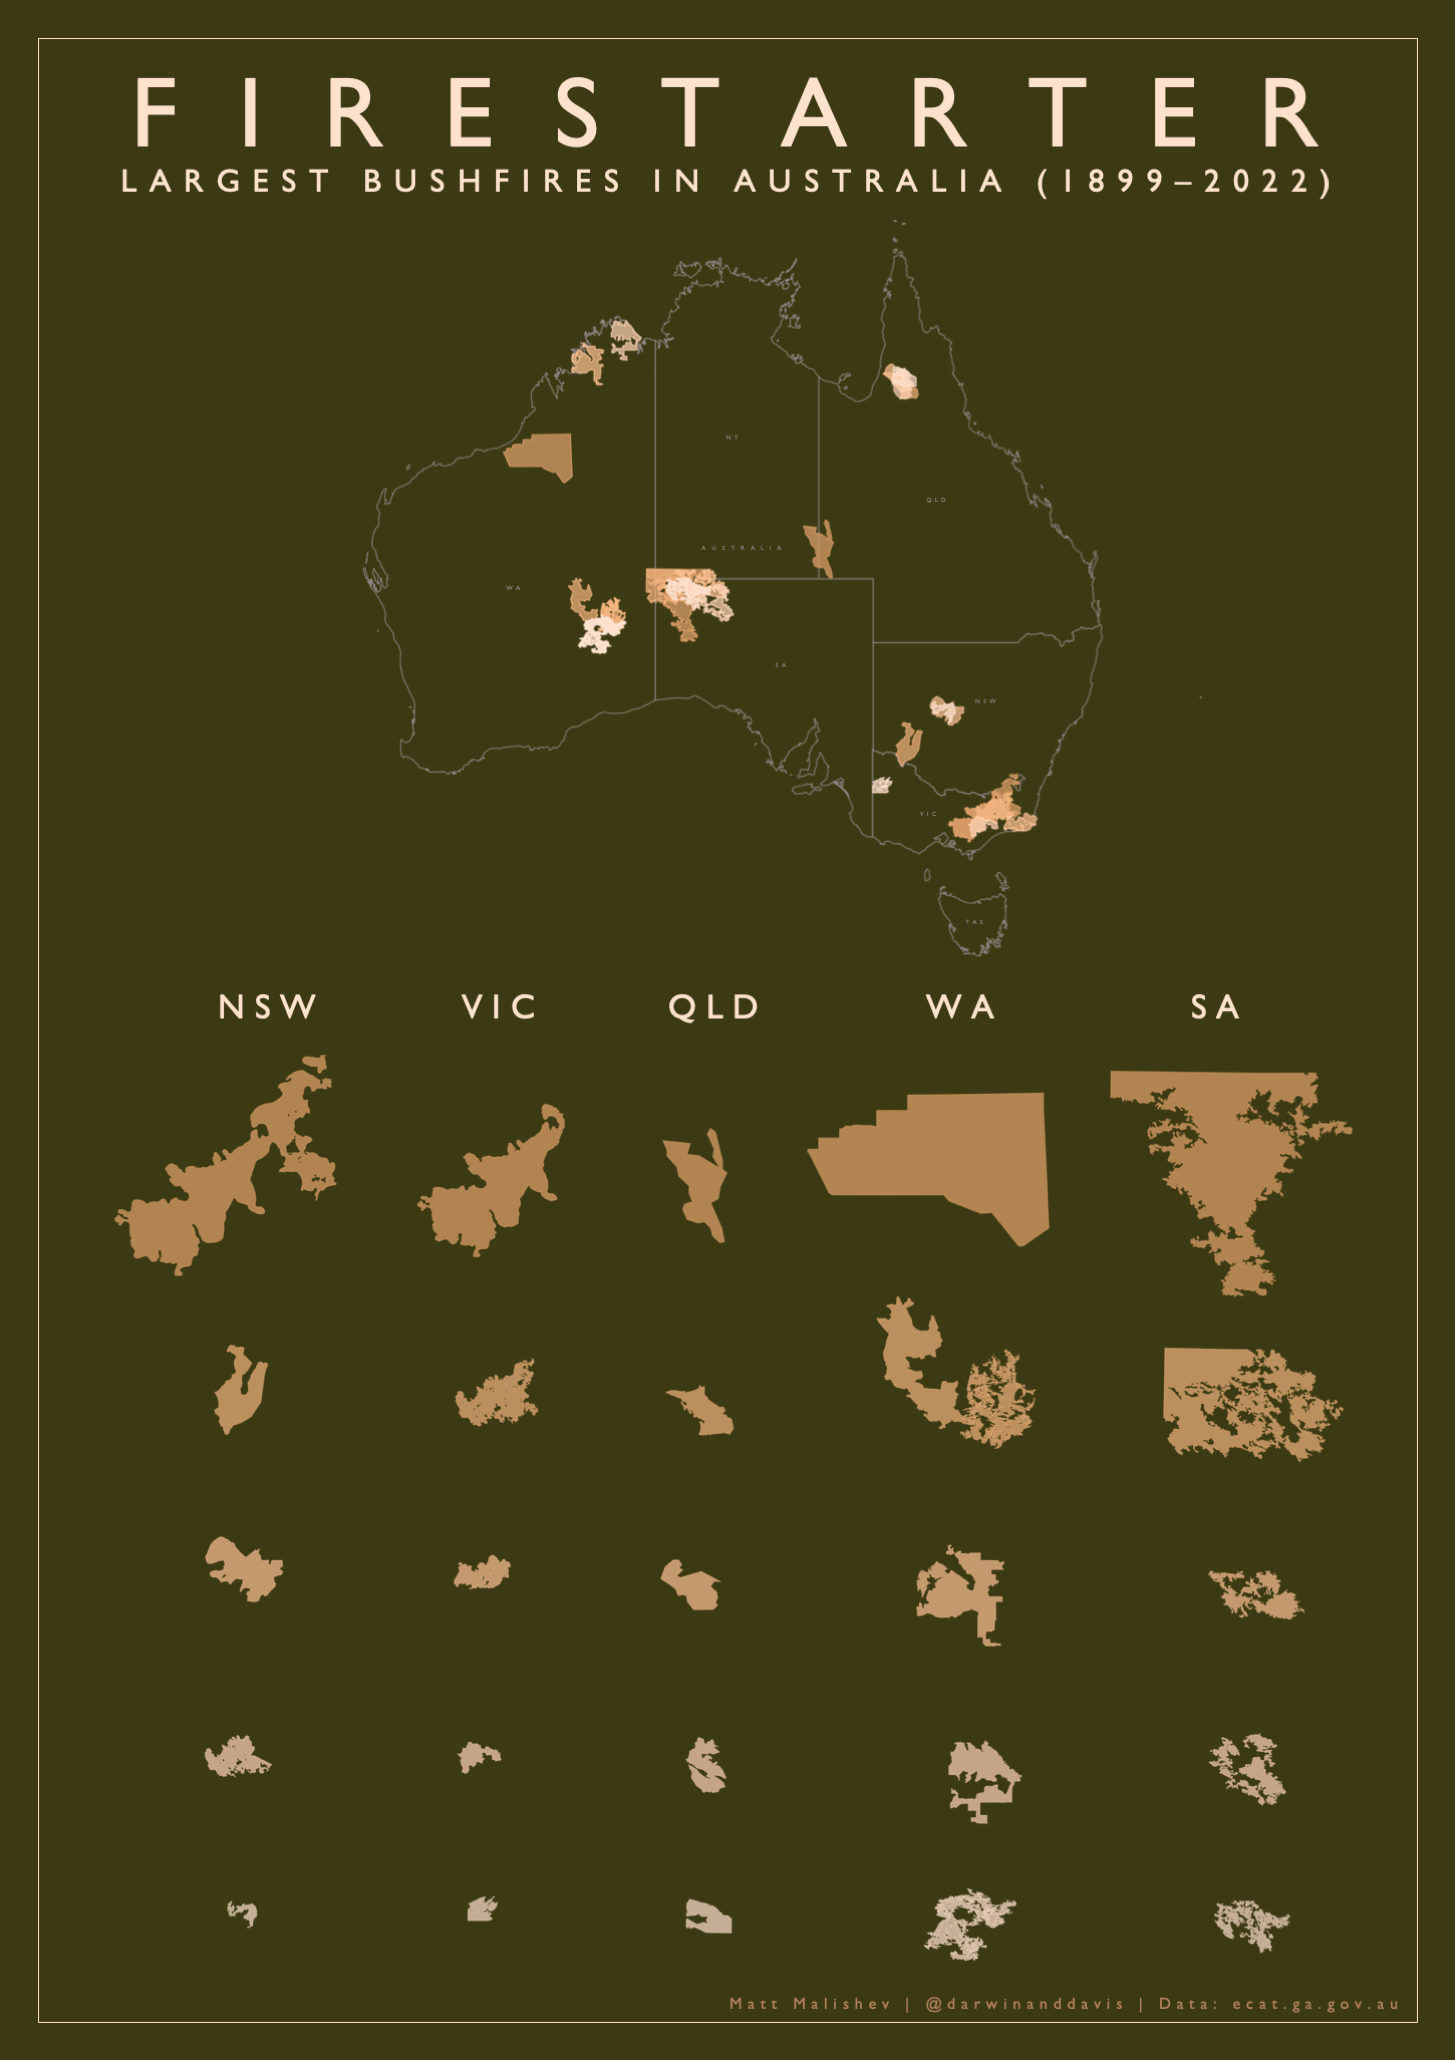 FIRESTARTER
LARGEST BUSHFIRES IN AUSTRALIA (1899–2022)
NT
QLD
AUSTRALIA
WA
SA
NSW
VIC
TAS
NSW VIC QLD WA SA
Matt Malishev | @darwinanddavis | Data: ecat.ga.gov.au